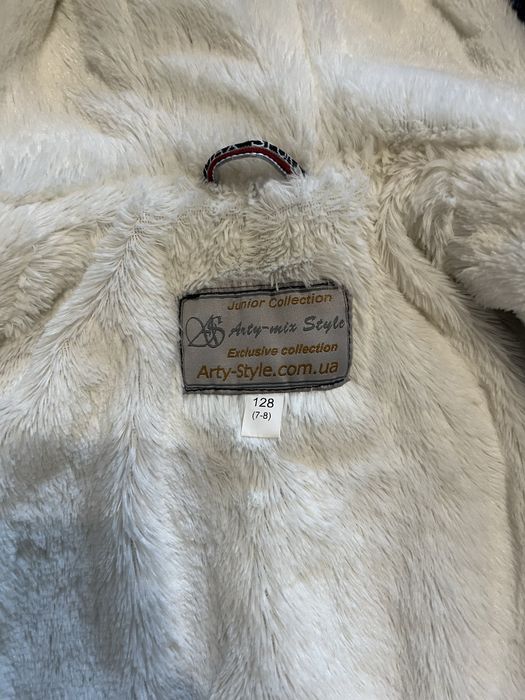 Junior Collection
Arty-mix Style
Exclusive collection
Arty-Style.com.ua
128
(7-8)